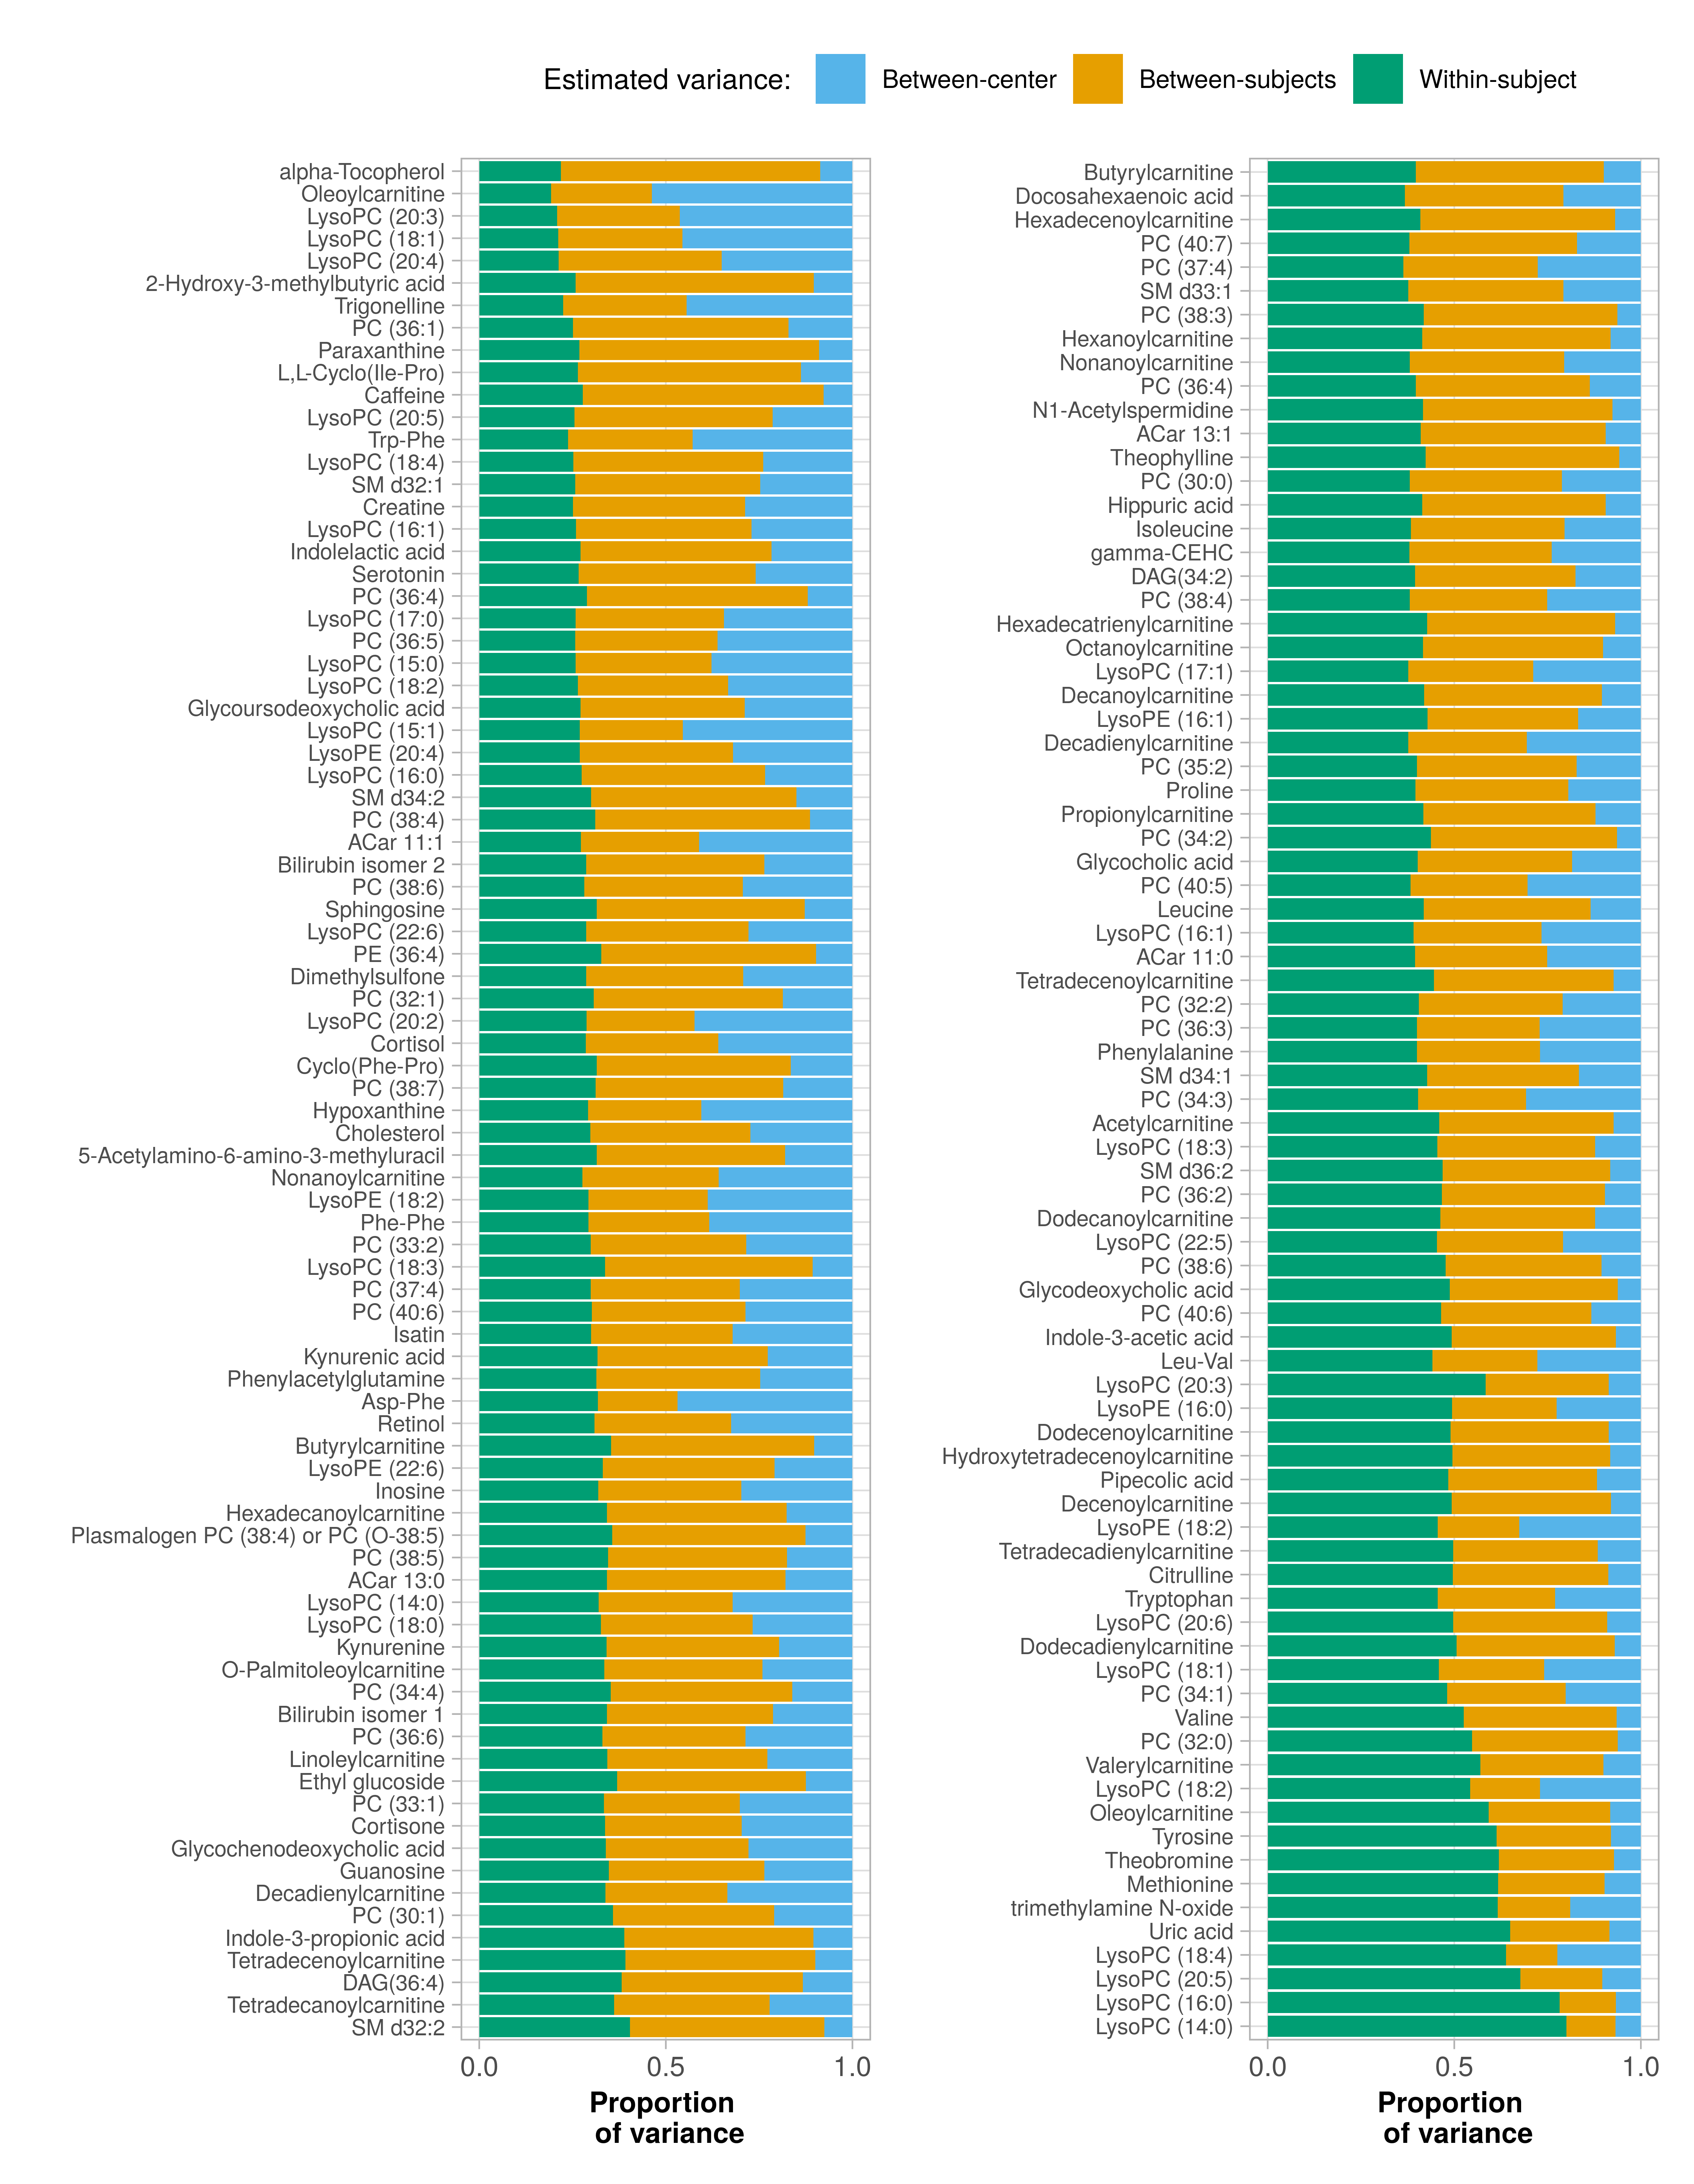 Estimated variance: Between-center Between-subjects Within-subject
alpha-Tocopherol
Oleoylcarnitine
LysoPC (20:3)
LysoPC (18:1)
LysoPC (20:4)
2-Hydroxy-3-methylbutyric acid
Trigonelline
PC (36:1)
Paraxanthine
L,L-Cyclo(Ile-Pro)
Caffeine
LysoPC (20:5)
Trp-Phe
LysoPC (18:4)
SM d32:1
Creatine
LysoPC (16:1)
Indolelactic acid
Serotonin
PC (36:4)
LysoPC (17:0)
PC (36:5)
LysoPC (15:0)
LysoPC (18:2)
Glycoursodeoxycholic acid
LysoPC (15:1)
LysoPE (20:4)
LysoPC (16:0)
SM d34:2
PC (38:4)
ACar 11:1
Bilirubin isomer 2
PC (38:6)
Sphingosine
LysoPC (22:6)
PE (36:4)
Dimethylsulfone
PC (32:1)
LysoPC (20:2)
Cortisol
Cyclo(Phe-Pro)
PC (38:7)
Hypoxanthine
Cholesterol
5-Acetylamino-6-amino-3-methyluracil
Nonanoylcarnitine
LysoPE (18:2)
Phe-Phe
PC (33:2)
LysoPC (18:3)
PC (37:4)
PC (40:6)
Isatin
Kynurenic acid
Phenylacetylglutamine
Asp-Phe
Retinol
Butyrylcarnitine
LysoPE (22:6)
Inosine
Hexadecanoylcarnitine
Plasmalogen PC (38:4) or PC (O-38:5)
PC (38:5)
ACar 13:0
LysoPC (14:0)
LysoPC (18:0)
Kynurenine
O-Palmitoleoylcarnitine
PC (34:4)
Bilirubin isomer 1
PC (36:6)
Linoleylcarnitine
Ethyl glucoside
PC (33:1)
Cortisone
Glycochenodeoxycholic acid
Guanosine
Decadienylcarnitine
PC (30:1)
Indole-3-propionic acid
Tetradecenoylcarnitine
DAG(36:4)
Tetradecanoylcarnitine
SM d32:2
0.0 0.5 1.0
Proportion
of variance
Butyrylcarnitine
Docosahexaenoic acid
Hexadecenoylcarnitine
PC (40:7)
PC (37:4)
SM d33:1
PC (38:3)
Hexanoylcarnitine
Nonanoylcarnitine
PC (36:4)
N1-Acetylspermidine
ACar 13:1
Theophylline
PC (30:0)
Hippuric acid
Isoleucine
gamma-CEHC
DAG(34:2)
PC (38:4)
Hexadecatrienylcarnitine
Octanoylcarnitine
LysoPC (17:1)
Decanoylcarnitine
LysoPE (16:1)
Decadienylcarnitine
PC (35:2)
Proline
Propionylcarnitine
PC (34:2)
Glycocholic acid
PC (40:5)
Leucine
LysoPC (16:1)
ACar 11:0
Tetradecenoylcarnitine
PC (32:2)
PC (36:3)
Phenylalanine
SM d34:1
PC (34:3)
Acetylcarnitine
LysoPC (18:3)
SM d36:2
PC (36:2)
Dodecanoylcarnitine
LysoPC (22:5)
PC (38:6)
Glycodeoxycholic acid
PC (40:6)
Indole-3-acetic acid
Leu-Val
LysoPC (20:3)
LysoPE (16:0)
Dodecenoylcarnitine
Hydroxytetradecenoylcarnitine
Pipecolic acid
Decenoylcarnitine
LysoPE (18:2)
Tetradecadienylcarnitine
Citrulline
Tryptophan
LysoPC (20:6)
Dodecadienylcarnitine
LysoPC (18:1)
PC (34:1)
Valine
PC (32:0)
Valerylcarnitine
LysoPC (18:2)
Oleoylcarnitine
Tyrosine
Theobromine
Methionine
trimethylamine N-oxide
Uric acid
LysoPC (18:4)
LysoPC (20:5)
LysoPC (16:0)
LysoPC (14:0)
0.0 0.5 1.0
Proportion
of variance